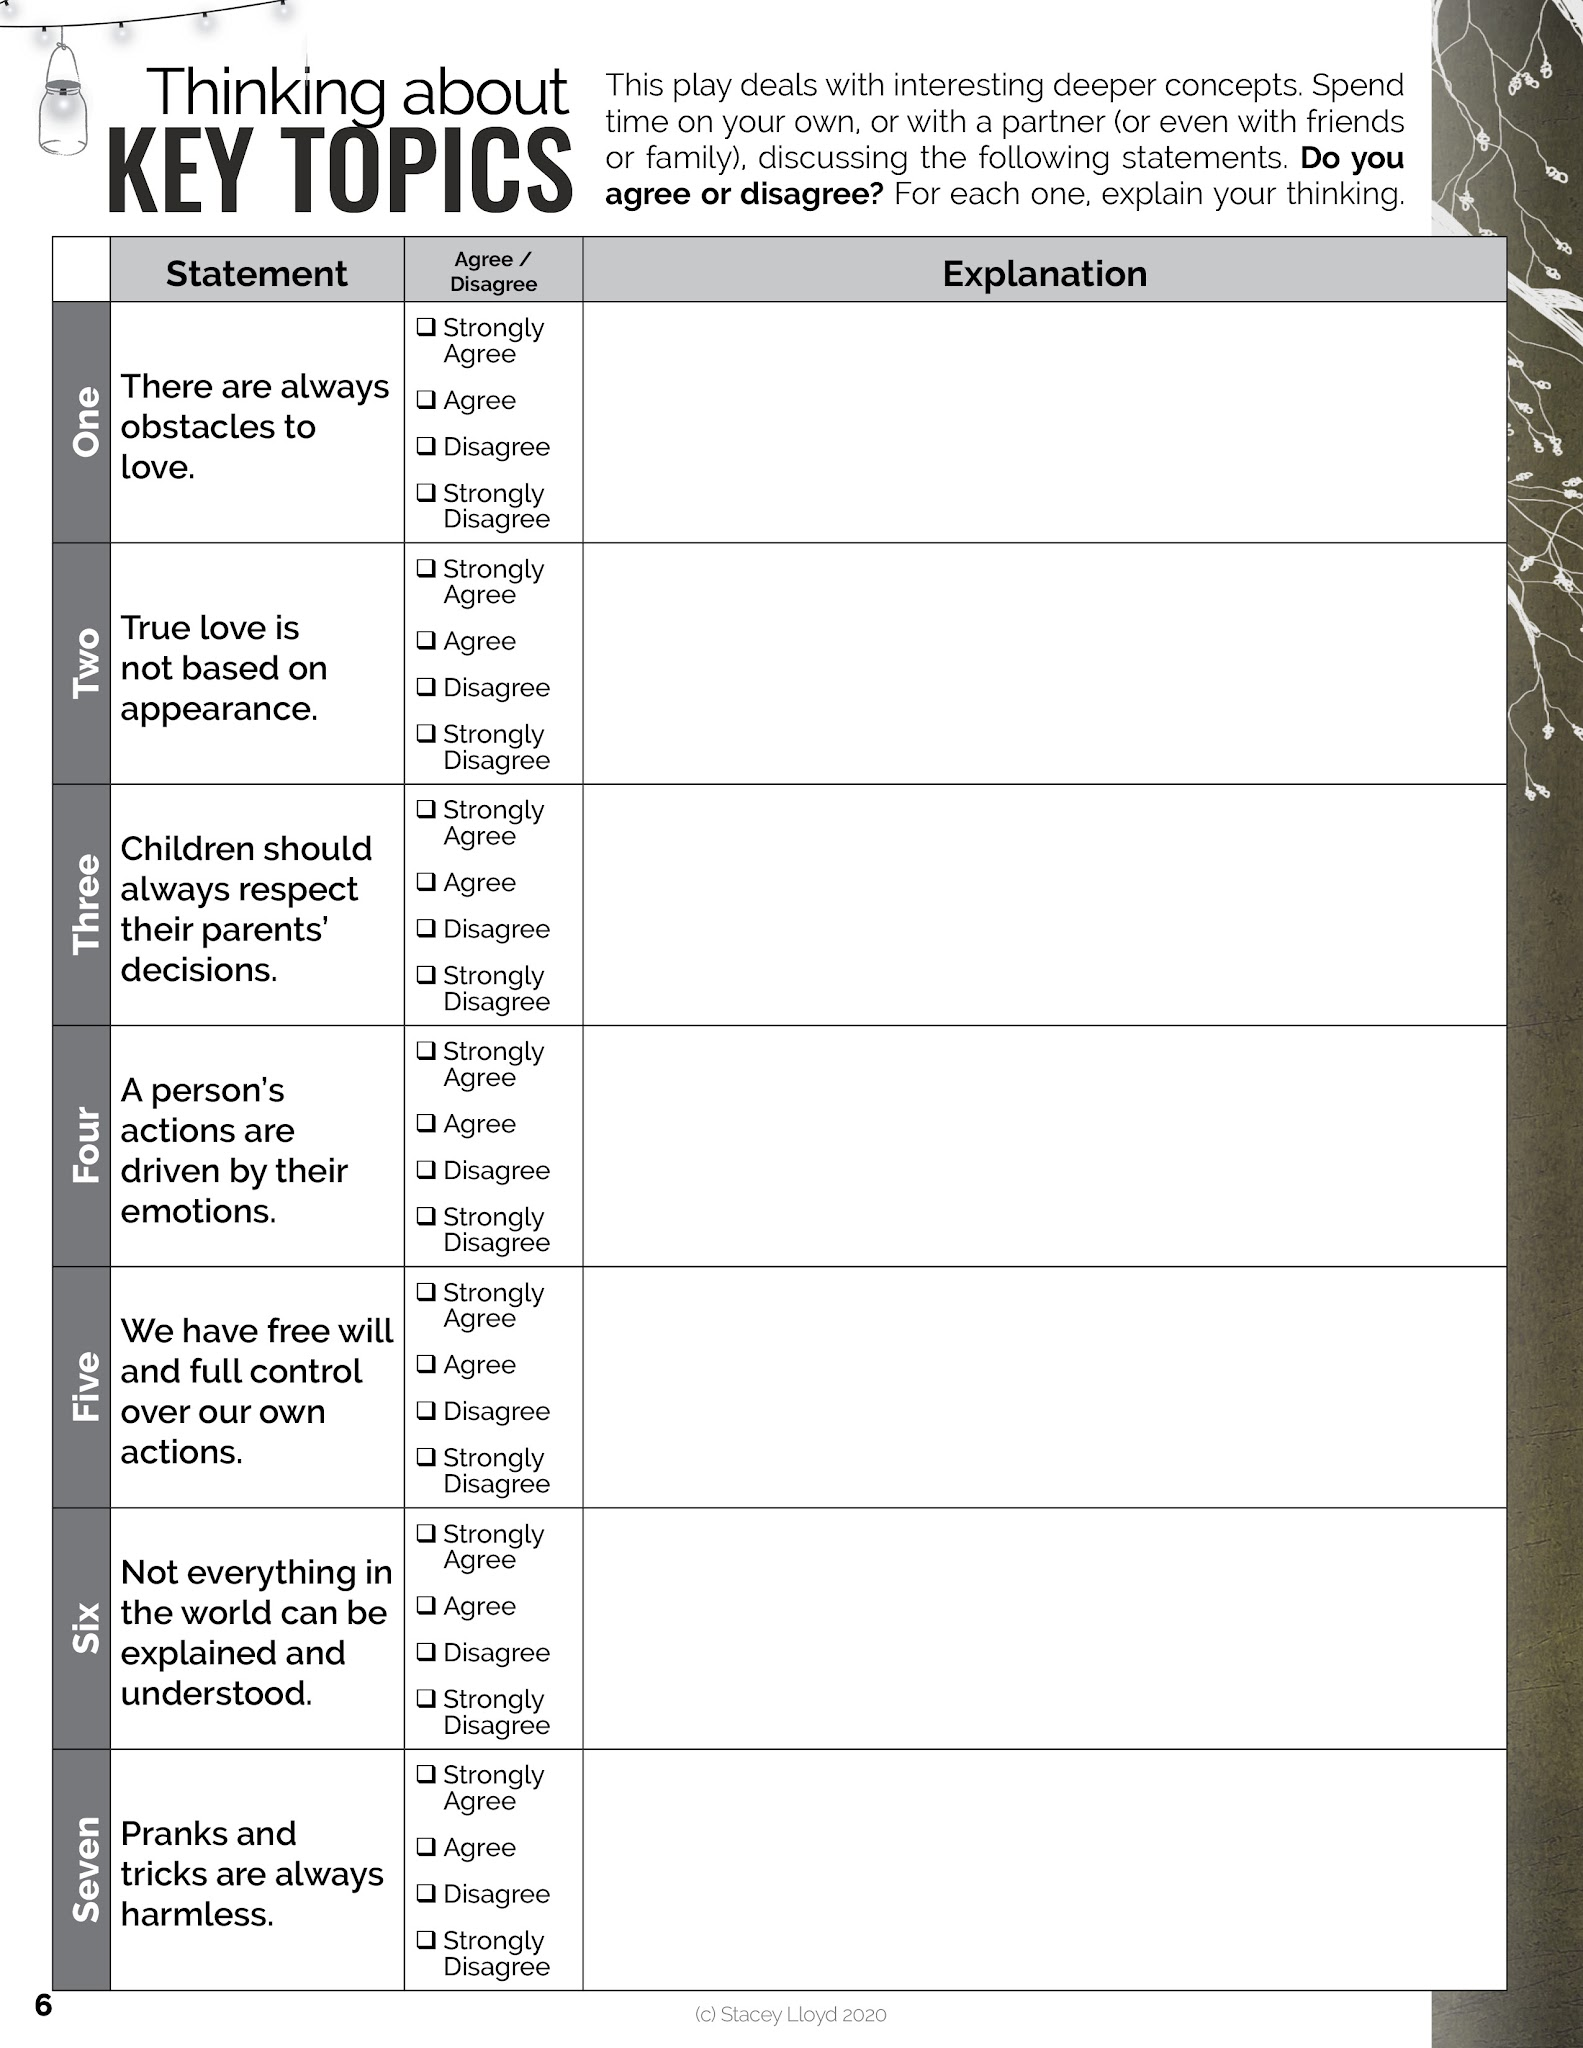 Thinking about
KEY TOPICS
This play deals with interesting deeper concepts. Spend
time on your own, or with a partner (or even with friends
or family), discussing the following statements. Do you
agree or disagree? For each one, explain your thinking.
Statement
Agree /
Disagree
Explanation
One
There are always
obstacles to
love.
❑ Strongly
Agree
❑ Agree
❑ Disagree
❑ Strongly
Disagree
Two
True love is
not based on
appearance.
❑ Strongly
Agree
❑ Agree
❑ Disagree
❑ Strongly
Disagree
Three
Children should
always respect
their parents’
decisions.
❑ Strongly
Agree
❑ Agree
❑ Disagree
❑ Strongly
Disagree
Four
A person’s
actions are
driven by their
emotions.
❑ Strongly
Agree
❑ Agree
❑ Disagree
❑ Strongly
Disagree
Five
We have free will
and full control
over our own
actions.
❑ Strongly
Agree
❑ Agree
❑ Disagree
❑ Strongly
Disagree
Six
Not everything in
the world can be
explained and
understood.
❑ Strongly
Agree
❑ Agree
❑ Disagree
❑ Strongly
Disagree
Seven
Pranks and
tricks are always
harmless.
❑ Strongly
Agree
❑ Agree
❑ Disagree
❑ Strongly
Disagree
6
(c) Stacey Lloyd 2020